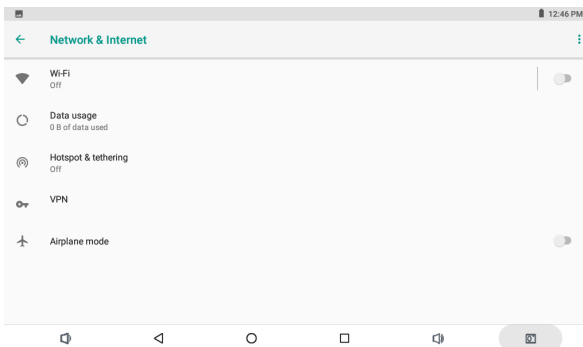 12:46 PM
Network & Internet
Wi-Fi
Off
Data usage
0 B of data used
Hotspot & tethering
Off
VPN
Airplane mode